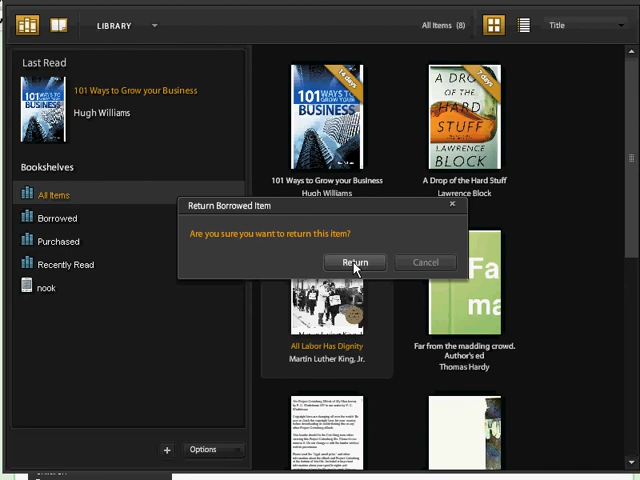 LIBRARY
All Items (8)
Title
Last Read
101 Ways to Grow your Business
Hugh Williams
Bookshelves
All Items
Borrowed
Purchased
Recently Read
nook
Options
14 days
101 WAYS TO
GROW YOUR
BUSINESS
101 Ways to Grow your Business
Hugh Williams
7 days
A DROP
OF THE
HARD
STUFF
LAWRENCE
BLOCK
A Drop of the Hard Stuff
Lawrence Block
Return Borrowed Item
Are you sure you want to return this item?
Return
Cancel
All Labor Has Dignity
Martin Luther King, Jr.
Fa
ma
Far from the madding crowd.
Author's ed
Thomas Hardy